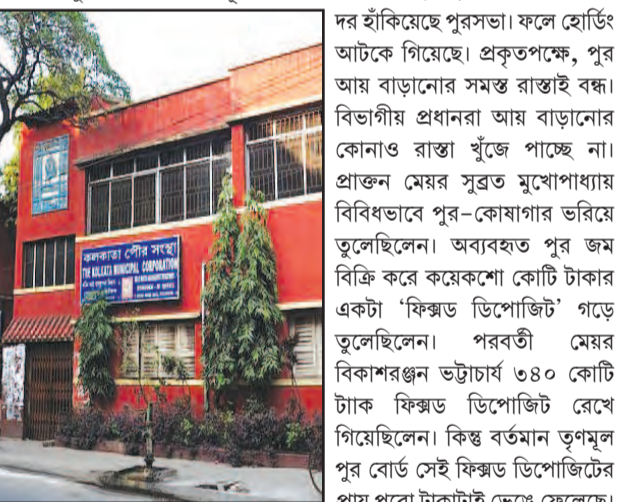 কলকাতা পৌর সংস্থা
THE KOLKATA MUNICIPAL CORPORATION
দর হাঁকিয়েছে পুরসভা। ফলে হোর্ডিং
আটকে গিয়েছে। প্রকৃতপক্ষে, পুর
আয় বাড়ানোর সমস্ত রাস্তাই বন্ধ।
বিভাগীয় প্রধানরা আয় বাড়ানোর
কোনাও রাস্তা খুঁজে পাচ্ছে না।
প্রাক্তন মেয়র সুব্রত মুখোপাধ্যায়
বিবিধভাবে পুর-কোষাগার ভরিয়ে
তুলেছিলেন। অব্যবহৃত পুর জম
বিক্রি করে কয়েকশো কোটি টাকার
একটা ‘ফিক্সড ডিপোজিট’ গড়ে
তুলেছিলেন। পরবর্তী মেয়র
বিকাশরঞ্জন ভট্টাচার্য ৩৪০ কোটি
টাাক ফিক্সড ডিপোজিট রেখে
গিয়েছিলেন। কিন্তু বর্তমান তৃণমূল
পুর বোর্ড সেই ফিক্সড ডিপোজিটের
প্রায় পুরো টাকাটাই ভেঙে ফেলেছে।